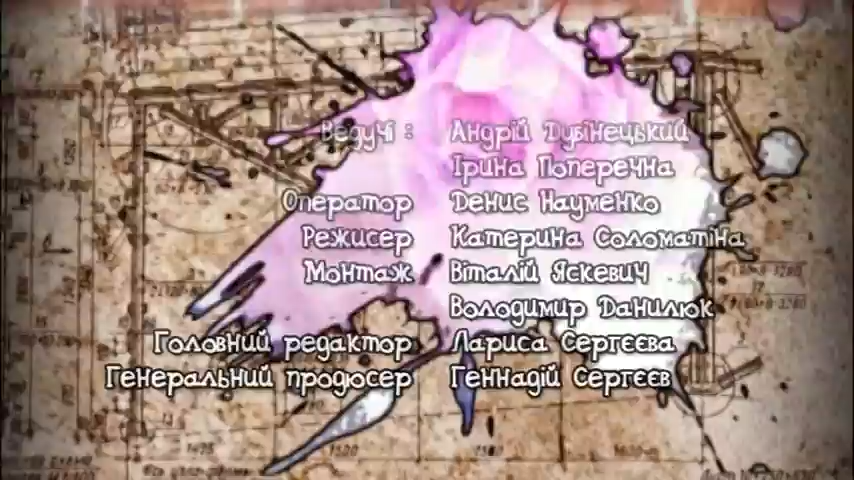 Ведучі : Андрій Дубінецький
Ірина Поперечна
Оператор Денис Науменко
Режисер Катерина Соломатіна
Монтаж Віталій Яскевич
Володимир Данилюк
Головний редактор Лариса Сергєєва
Генеральний продюсер Геннадій Сергєєв